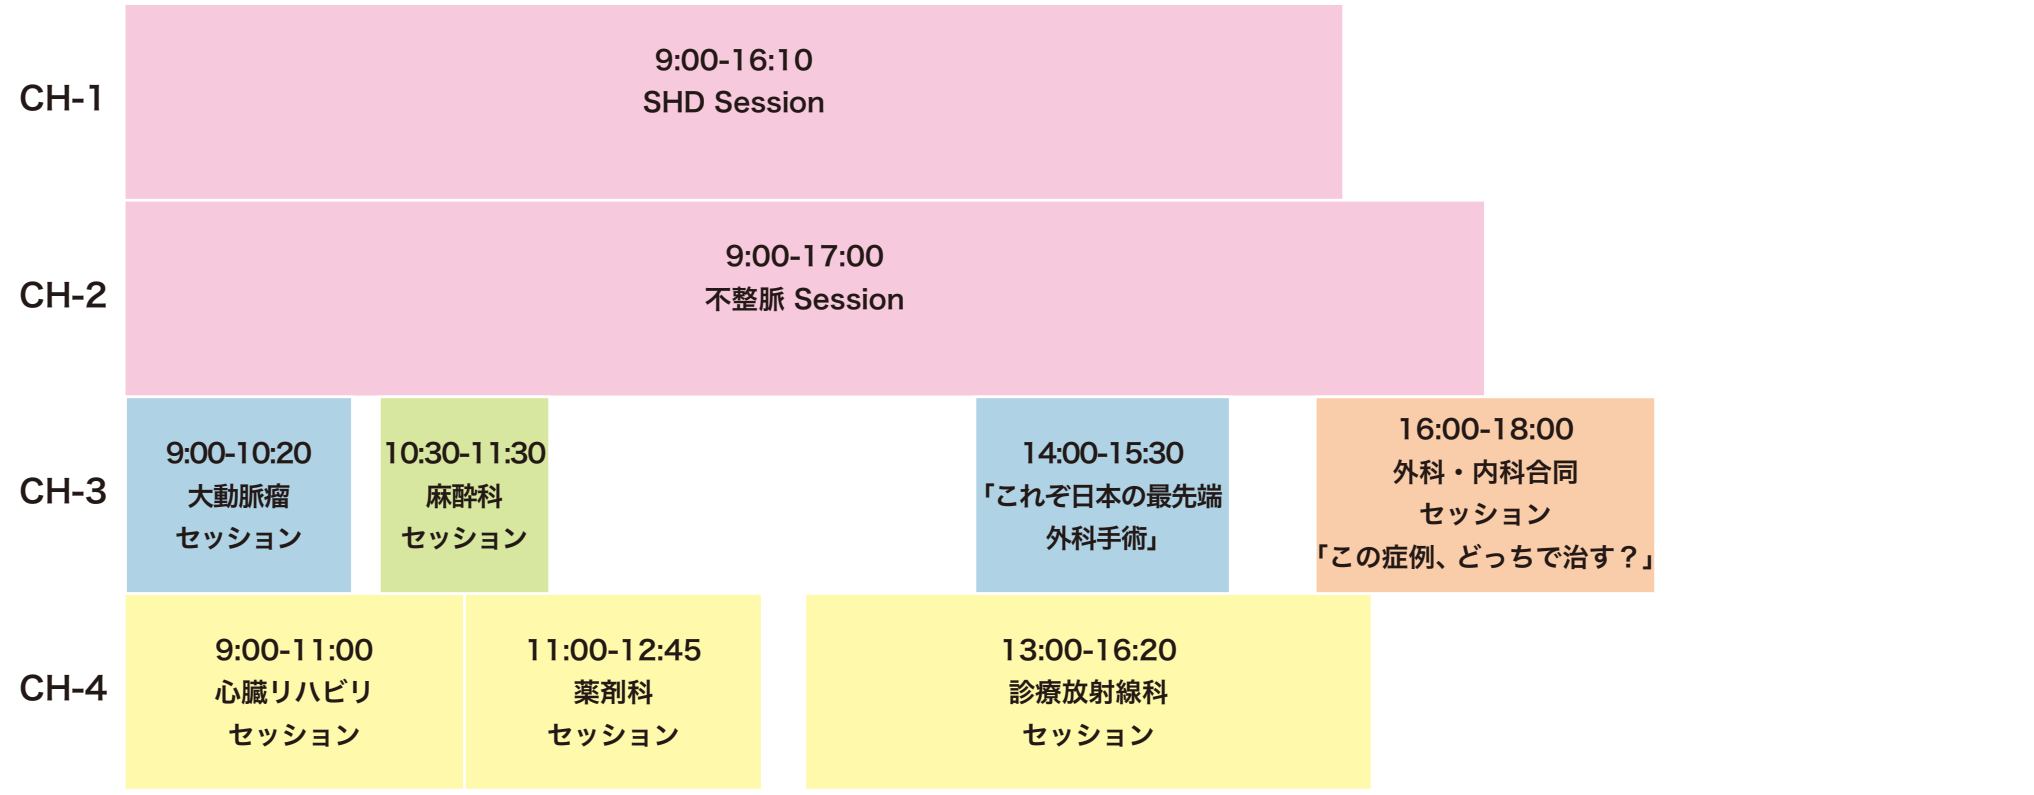 CH-1
9:00-16:10
SHD Session
CH-2
9:00-17:00
不整脈 Session
CH-3
9:00-10:20
大動脈瘤
セッション
10:30-11:30
麻酔科
セッション
14:00-15:30
「これぞ日本の最先端
外科手術」
16:00-18:00
外科・内科合同
セッション
「この症例、どっちで治す？」
CH-4
9:00-11:00
心臓リハビリ
セッション
11:00-12:45
薬剤科
セッション
13:00-16:20
診療放射線科
セッション